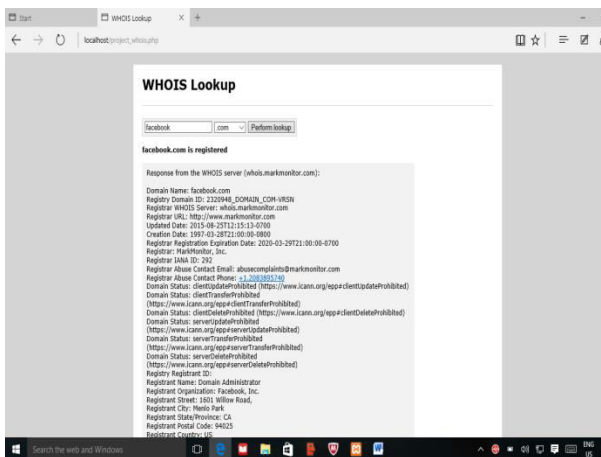 Start
WHOIS Lookup
localhost/project_whois.php
WHOIS Lookup
facebook
.com
Perform lookup
facebook.com is registered
Response from the WHOIS server (whois.markmonitor.com):
Domain Name: facebook.com
Registry Domain ID: 2320948_DOMAIN_COM-VRSN
Registrar WHOIS Server: whois.markmonitor.com
Registrar URL: http://www.markmonitor.com
Updated Date: 2015-08-25T12:15:13-0700
Creation Date: 1997-03-28T21:00:00-0800
Registrar Registration Expiration Date: 2020-03-29T21:00:00-0700
Registrar: MarkMonitor, Inc.
Registrar IANA ID: 292
Registrar Abuse Contact Email: abusecomplaints@markmonitor.com
Registrar Abuse Contact Phone: +1.2083895740
Domain Status: clientUpdateProhibited (https://www.icann.org/epp#clientUpdateProhibited)
Domain Status: clientTransferProhibited
(https://www.icann.org/epp#clientTransferProhibited)
Domain Status: clientDeleteProhibited (https://www.icann.org/epp#clientDeleteProhibited)
Domain Status: serverUpdateProhibited
(https://www.icann.org/epp#serverUpdateProhibited)
Domain Status: serverTransferProhibited
(https://www.icann.org/epp#serverTransferProhibited)
Domain Status: serverDeleteProhibited
(https://www.icann.org/epp#serverDeleteProhibited)
Registry Registrant ID:
Registrant Name: Domain Administrator
Registrant Organization: Facebook, Inc.
Registrant Street: 1601 Willow Road,
Registrant City: Menlo Park
Registrant State/Province: CA
Registrant Postal Code: 94025
Registrant Country: US
Search the web and Windows
ENG
US